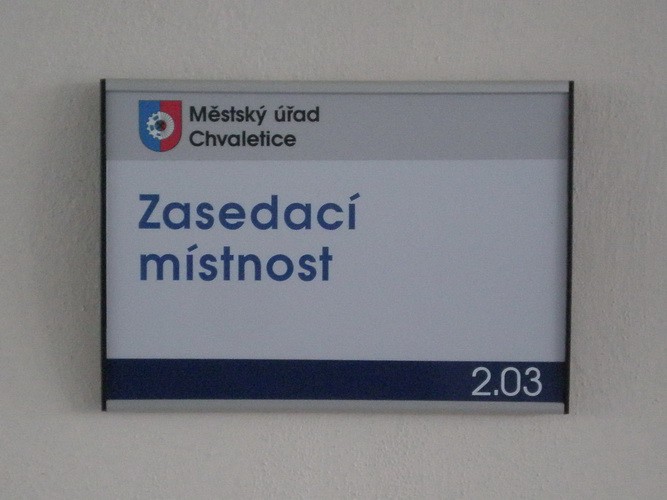 Městský úřad
Chvaletice
Zasedací
místnost
2.03